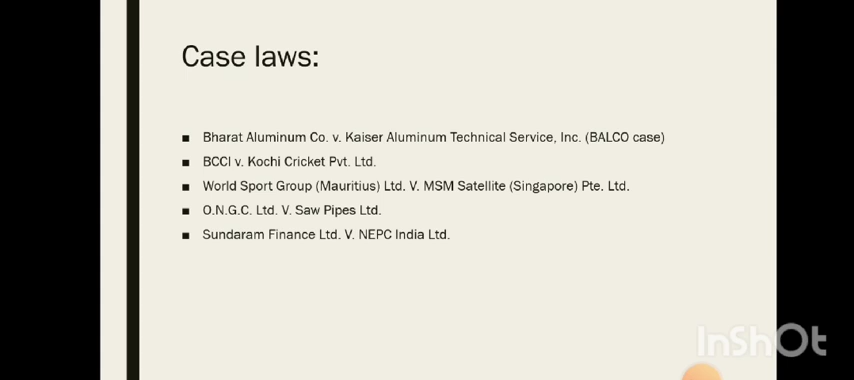 Case laws:
■ Bharat Aluminum Co. v. Kaiser Aluminum Technical Service, Inc. (BALCO case)
■ BCCI v. Kochi Cricket Pvt. Ltd.
■ World Sport Group (Mauritius) Ltd. V. MSM Satellite (Singapore) Pte. Ltd.
■ O.N.G.C. Ltd. V. Saw Pipes Ltd.
■ Sundaram Finance Ltd. V. NEPC India Ltd.
InShOt